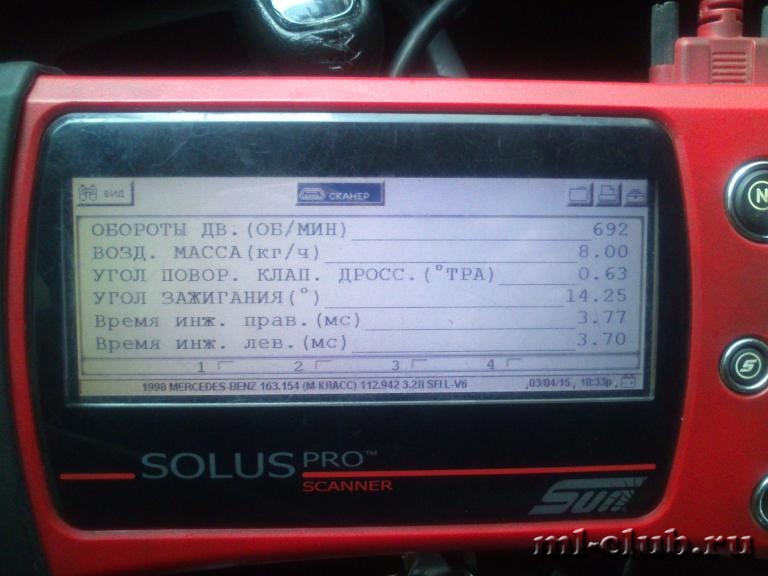 ВИД СКАНЕР
ОБОРОТЫ ДВ.(ОБ/МИН) 692
ВОЗД. МАССА(кг/ч) 8.00
УГОЛ ПОВОР. КЛАП. ДРОСС.(°TPA) 0.63
УГОЛ ЗАЖИГАНИЯ(°) 14.25
Время инж. прав.(мс) 3.77
Время инж. лев.(мс) 3.70
1 2 3 4
1998 MERCEDES-BENZ 163.154 (М-КЛАСС) 112.942 3.2Л SFI L-V6 ,03/04/15 , 10:33p ,
SOLUS PRO™
SCANNER
Sun
N
S
ml-club.ru